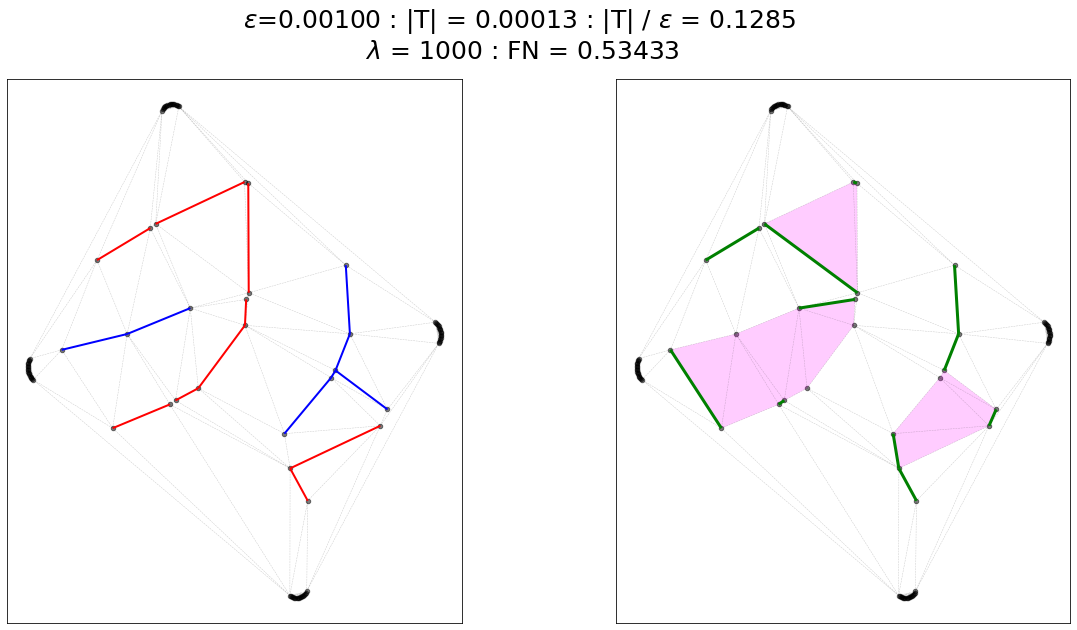 ε=0.00100 : |T| = 0.00013 : |T| / ε = 0.1285
λ = 1000 : FN = 0.53433